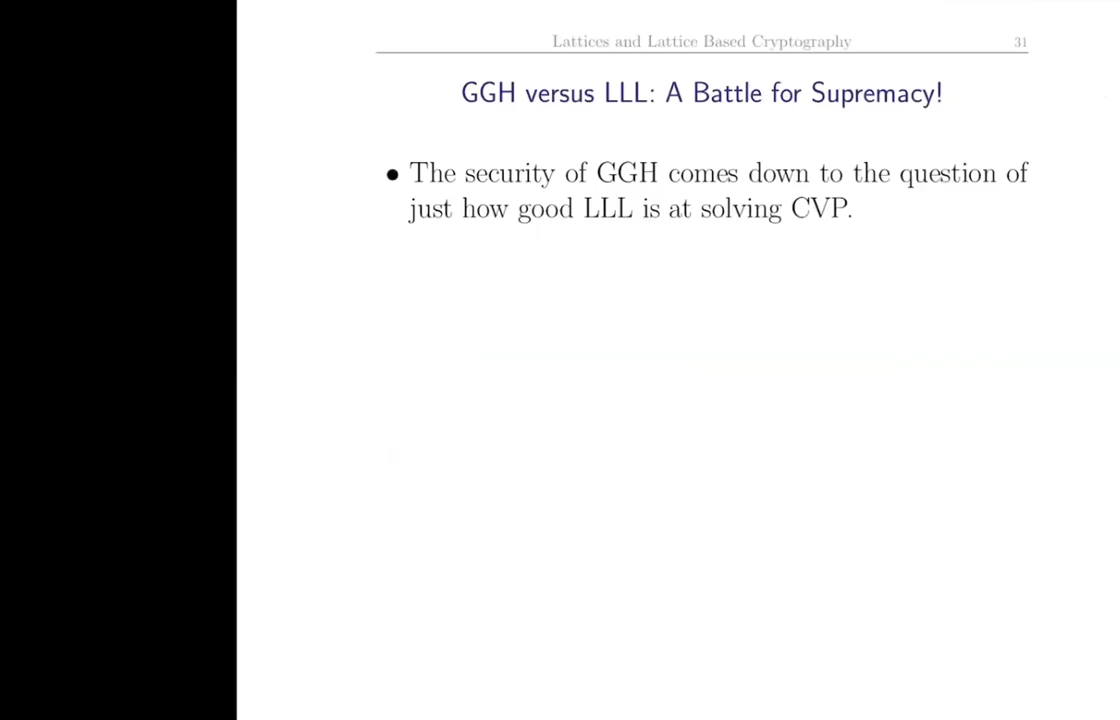 Lattices and Lattice Based Cryptography 31
GGH versus LLL: A Battle for Supremacy!
• The security of GGH comes down to the question of
just how good LLL is at solving CVP.